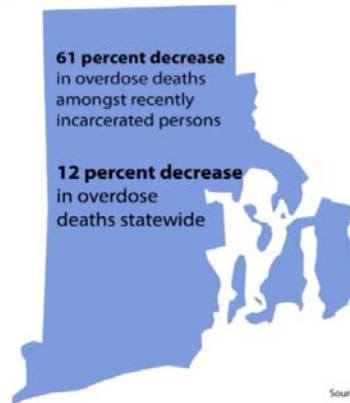 61 percent decrease
in overdose deaths
amongst recently
incarcerated persons
12 percent decrease
in overdose
deaths statewide